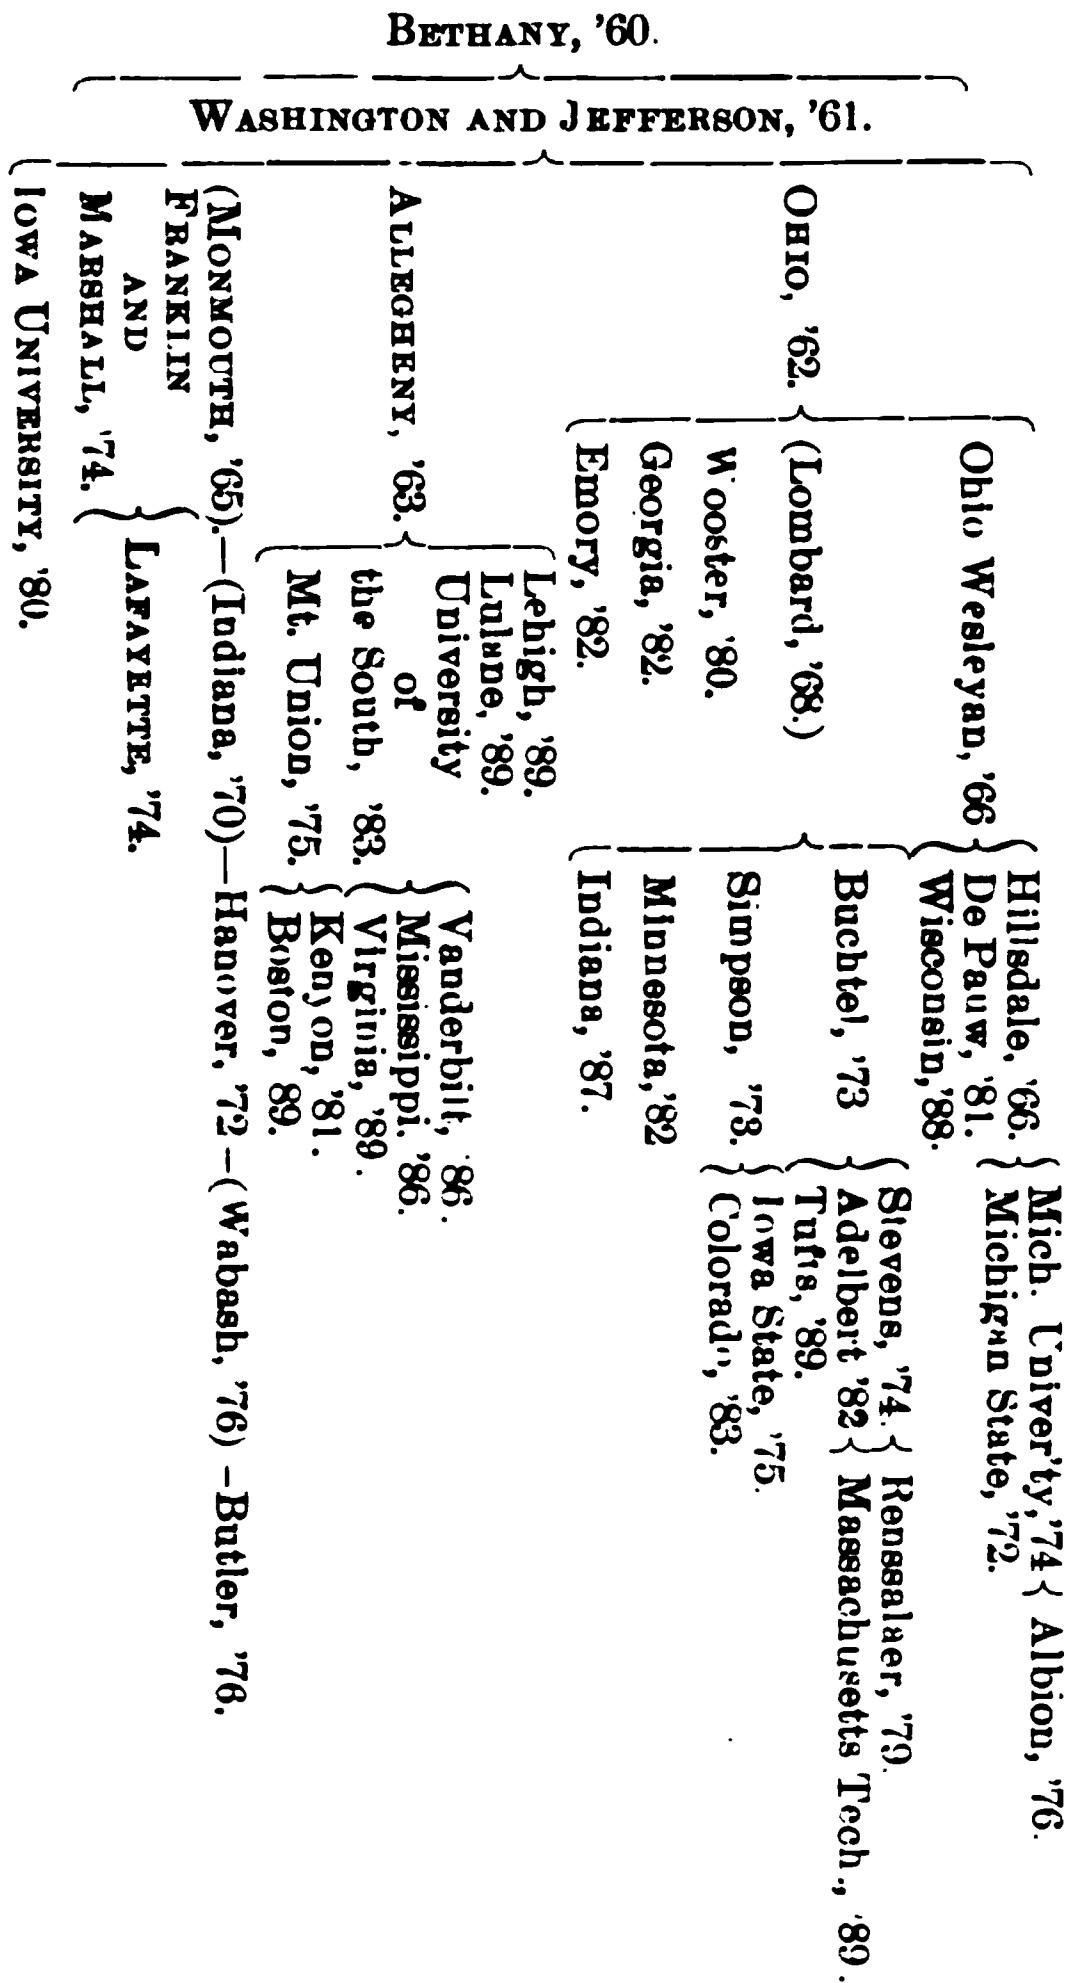 BETHANY, '60.
WASHINGTON AND JEFFERSON, '61.
OHIO, '62.
Ohio Wesleyan, '66
Hillsdale, '66.
Mich. Univer'ty, '74
Albion, '76.
Michigan State, '72.
De Pauw, '81.
Wisconsin, '88.
(Lombard, '68.)
Buchtel, '73
Stevens, '74.
Rensselaer, '79.
Adelbert '82
Massachusetts Tech., '89.
Tufts, '89.
Simpson, '73.
Iowa State, '75.
Colorado, '83.
Minnesota, '82
Indiana, '87.
Wooster, '80.
Georgia, '82.
Emory, '82.
ALLEGHENY, '63.
Lehigh, '89.
Lulane, '89.
University
of
the South, '83.
Vanderbilt, '86.
Mississippi. '86.
Virginia, '89.
Mt. Union, '75.
Kenyon, '81.
Boston, 89.
(MONMOUTH, '65).—(Indiana, '70)—Hanover, '72 –(Wabash, '76) –Butler, '76.
FRANKLIN
AND
MARSHALL, '74.
LAFAYETTE, '74.
IOWA UNIVERSITY, '80.